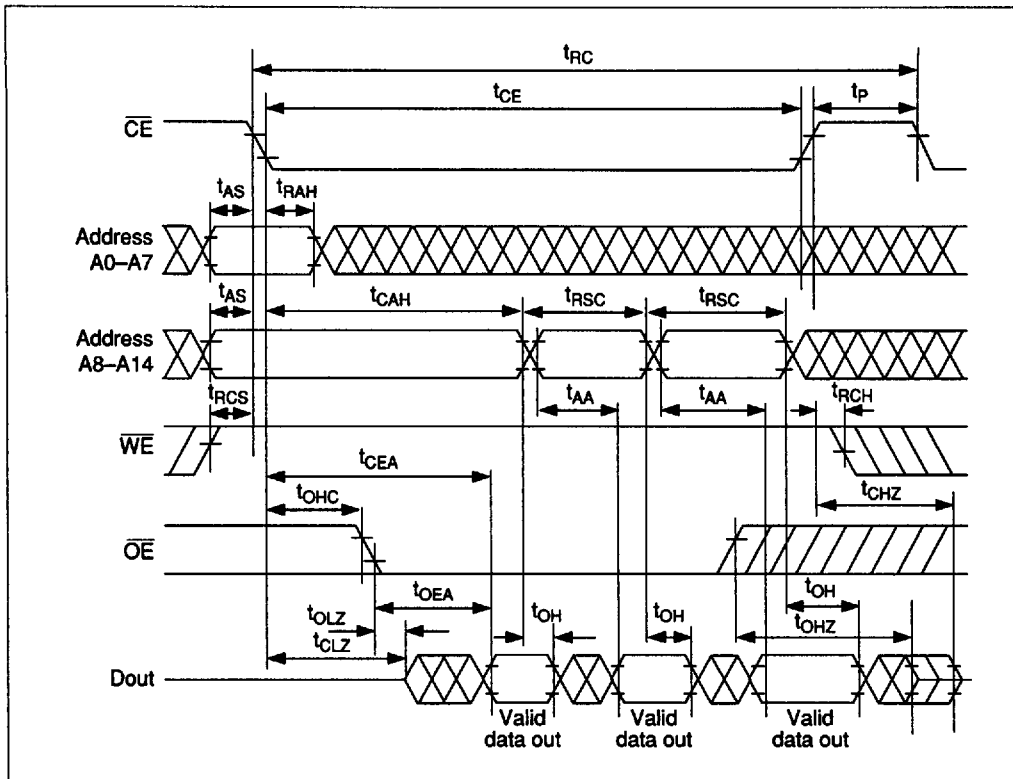 tRC
tCE
tP
CE
tAS
tRAH
Address
A0–A7
tAS
tCAH
tRSC
tRSC
Address
A8–A14
tRCS
tAA
tAA
tRCH
WE
tCEA
tCHZ
tOHC
OE
tOEA
tOH
tOH
tOH
tOLZ
tOHZ
tCLZ
Dout
Valid
data out
Valid
data out
Valid
data out